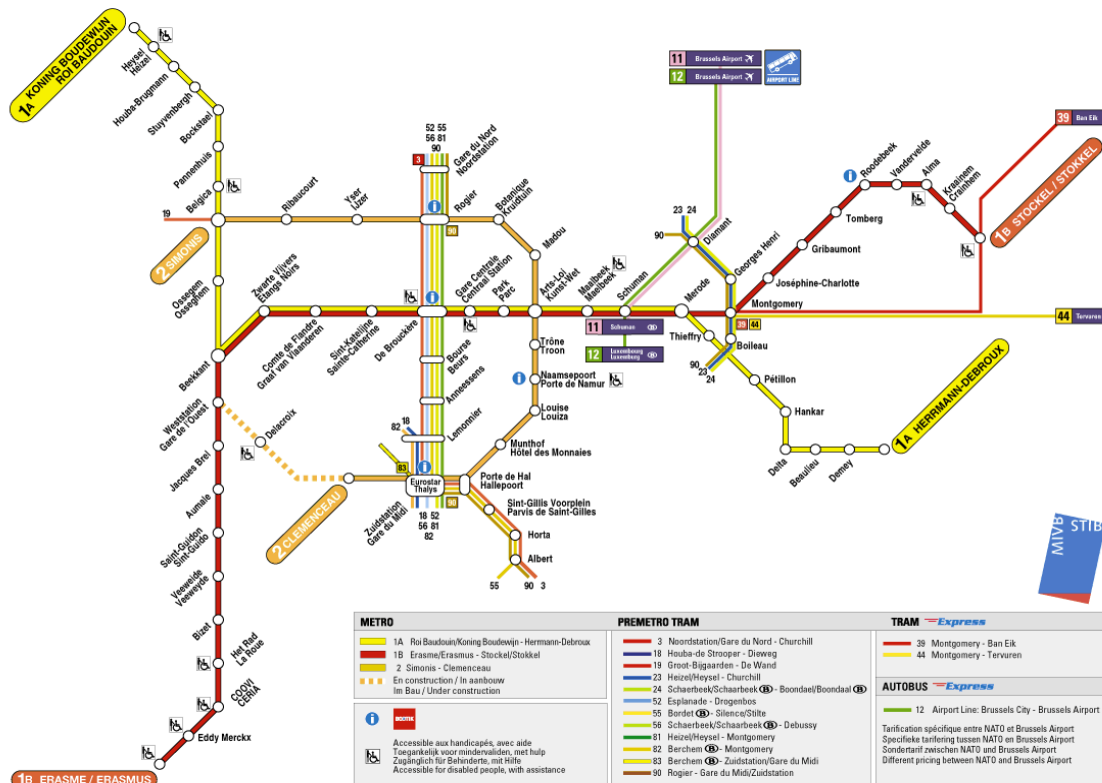 1A KONING BOUDEWIJN
ROI BAUDOUIN
Heysel
Heizel
Houba-Brugmann
Stuyvenbergh
Bockstael
Pannenhuis
Belgica
19
2 SIMONIS
Ossegem
Osseghem
Beekkant
Ribaucourt
Yser
IJzer
52 55
56 81
90
3
Gare du Nord
Noordstation
Rogier
90
Botanique
Kruidtuin
Madou
11 Brussels Airport
12 Brussels Airport
AIRPORT LINE
23 24
90
Diamant
Georges Henri
Roodebeek
Vandervelde
Alma
Kraainem
Crainhem
39 Ban Eik
1B STOCKEL / STOKKEL
Tomberg
Gribaumont
Joséphine-Charlotte
Montgomery
44
44 Tervuren
Zwarte Vijvers
Etangs Noirs
Comte de Flandre
Graaf van Vlaanderen
Sint-Katelijne
Sainte-Catherine
De Brouckère
Gare Centrale
Centraal Station
Park
Parc
Arts-Loi
Kunst-Wet
Maalbeek
Maelbeek
Schuman
Merode
11 Schuman
12 Luxembourg
Luxemburg
Thieffry
Boileau
90
23
24
Pétillon
Hankar
Delta
Beaulieu
Demey
1A HERRMANN-DEBROUX
Bourse
Beurs
Anneessens
Lemonnier
Trône
Troon
Naamsepoort
Porte de Namur
Louise
Louiza
Munthof
Hôtel des Monnaies
Porte de Hal
Hallepoort
Sint-Gillis Voorplein
Parvis de Saint-Gilles
Horta
Albert
55
90 3
82 18
83
Eurostar
Thalys
Zuidstation
Gare du Midi
18 52
56 81
82
90
2 CLEMENCEAU
Weststation
Gare de l'Ouest
Delacroix
Jacques Brel
Aumale
Saint-Guidon
Sint-Guido
Veeweide
Veeweyde
Bizet
Het Rad
La Roue
COOVI
CERIA
Eddy Merckx
1B ERASME / ERASMUS
MIVB STIB
METRO
1A Roi Baudouin/Koning Boudewijn - Herrmann-Debroux
1B Erasme/Erasmus - Stockel/Stokkel
2 Simonis - Clemenceau
En construction / In aanbouw
Im Bau / Under construction
i BOOTIK
Accessible aux handicapés, avec aide
Toegankelijk voor mindervaliden, met hulp
Zugänglich für Behinderte, mit Hilfe
Accessible for disabled people, with assistance
PREMETRO TRAM
3 Noordstation/Gare du Nord - Churchill
18 Houba-de Strooper - Dieweg
19 Groot-Bijgaarden - De Wand
23 Heizel/Heysel - Churchill
24 Schaerbeek/Schaarbeek B - Boondael/Boondaal B
52 Esplanade - Drogenbos
55 Bordet B - Silence/Stilte
56 Schaerbeek/Schaarbeek B - Debussy
81 Heizel/Heysel - Montgomery
82 Berchem B - Montgomery
83 Berchem B - Zuidstation/Gare du Midi
90 Rogier - Gare du Midi/Zuidstation
TRAM Express
39 Montgomery - Ban Eik
44 Montgomery - Tervuren
AUTOBUS Express
12 Airport Line: Brussels City - Brussels Airport
Tarification spécifique entre NATO et Brussels Airport
Specifieke tarifering tussen NATO en Brussels Airport
Sondertarif zwischen NATO und Brussels Airport
Different pricing between NATO and Brussels Airport